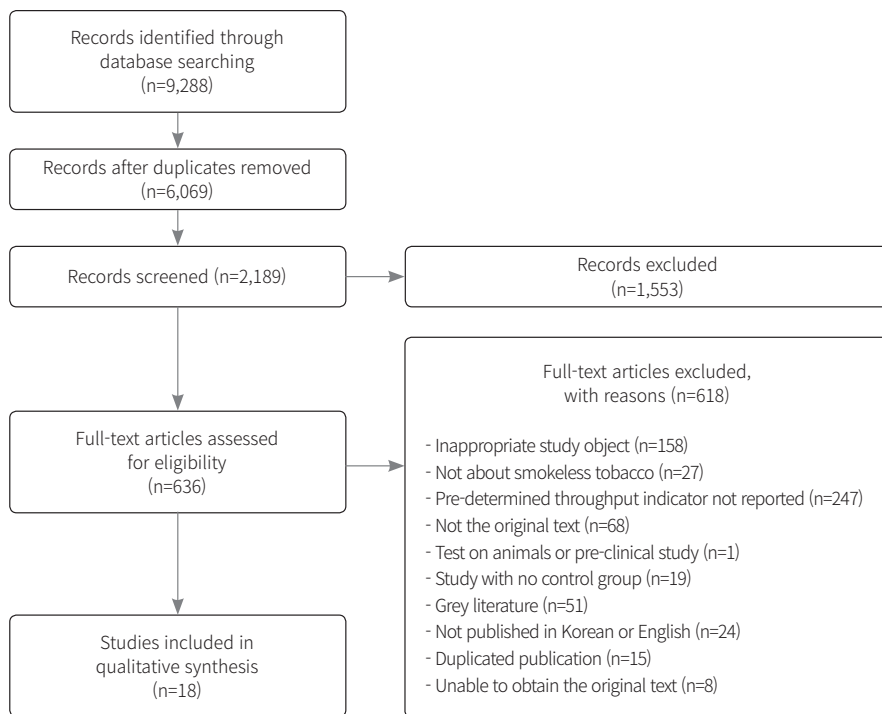 Records identified through
database searching
(n=9,288)
Records after duplicates removed
(n=6,069)
Records screened (n=2,189)
Records excluded
(n=1,553)
Full-text articles assessed
for eligibility
(n=636)
Full-text articles excluded,
with reasons (n=618)
- Inappropriate study object (n=158)
- Not about smokeless tobacco (n=27)
- Pre-determined throughput indicator not reported (n=247)
- Not the original text (n=68)
- Test on animals or pre-clinical study (n=1)
- Study with no control group (n=19)
- Grey literature (n=51)
- Not published in Korean or English (n=24)
- Duplicated publication (n=15)
- Unable to obtain the original text (n=8)
Studies included in
qualitative synthesis
(n=18)